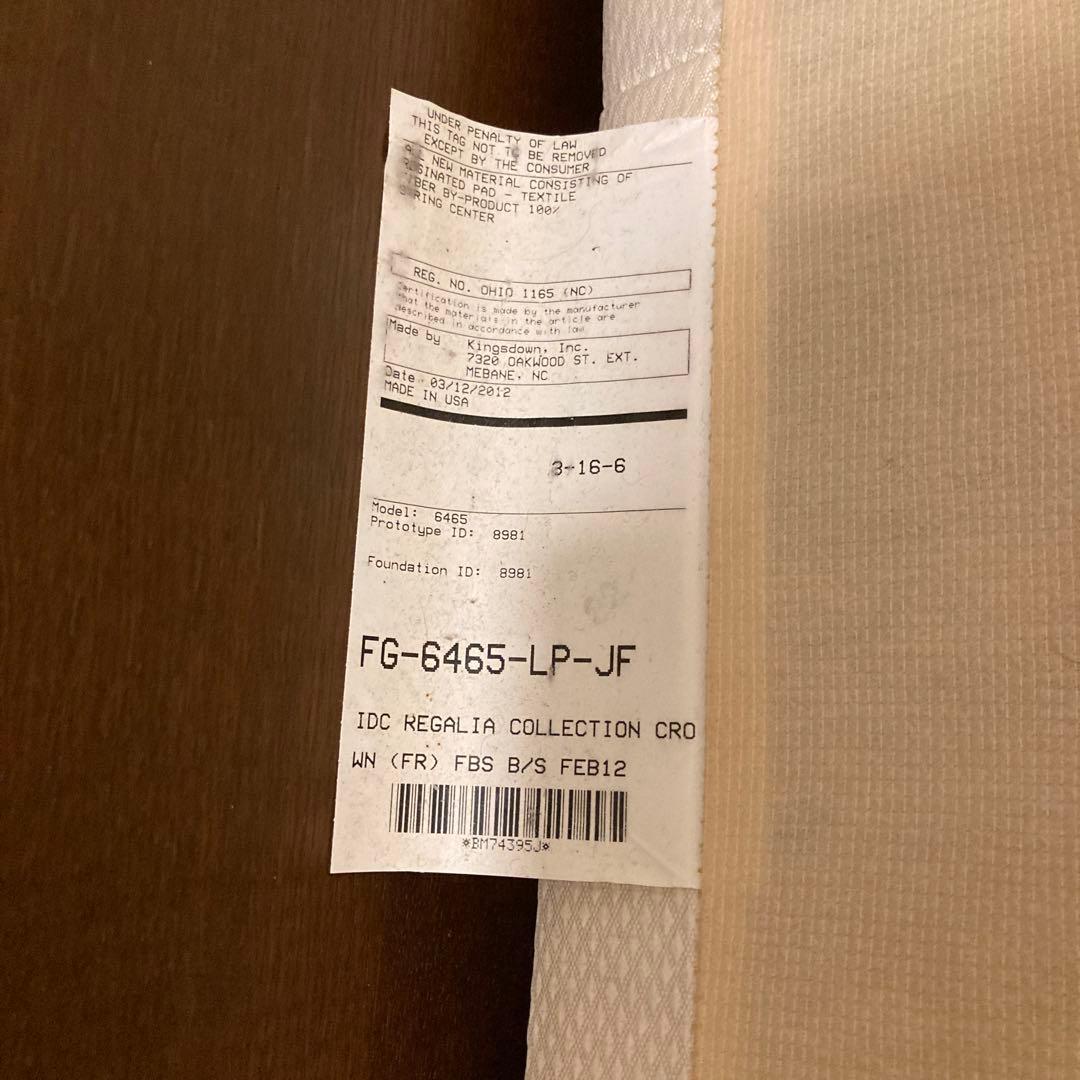 UNDER PENALTY OF LAW
THIS TAG NOT TO BE REMOVED
EXCEPT BY THE CONSUMER
ALL NEW MATERIAL CONSISTING OF
RESINATED PAD - TEXTILE
FIBER BY-PRODUCT 100%
SPRING CENTER
REG. NO. OHIO 1165 (NC)
Certification is made by the manufacturer
that the materials in the article are
described in accordance with law
Made by Kingsdown, Inc.
7320 OAKWOOD ST. EXT.
MEBANE, NC
Date 03/12/2012
MADE IN USA
3-16-6
Model: 6465
Prototype ID: 8981
Foundation ID: 8981
FG-6465-LP-JF
IDC REGALIA COLLECTION CRO
WN (FR) FBS B/S FEB12
*BM74395J*